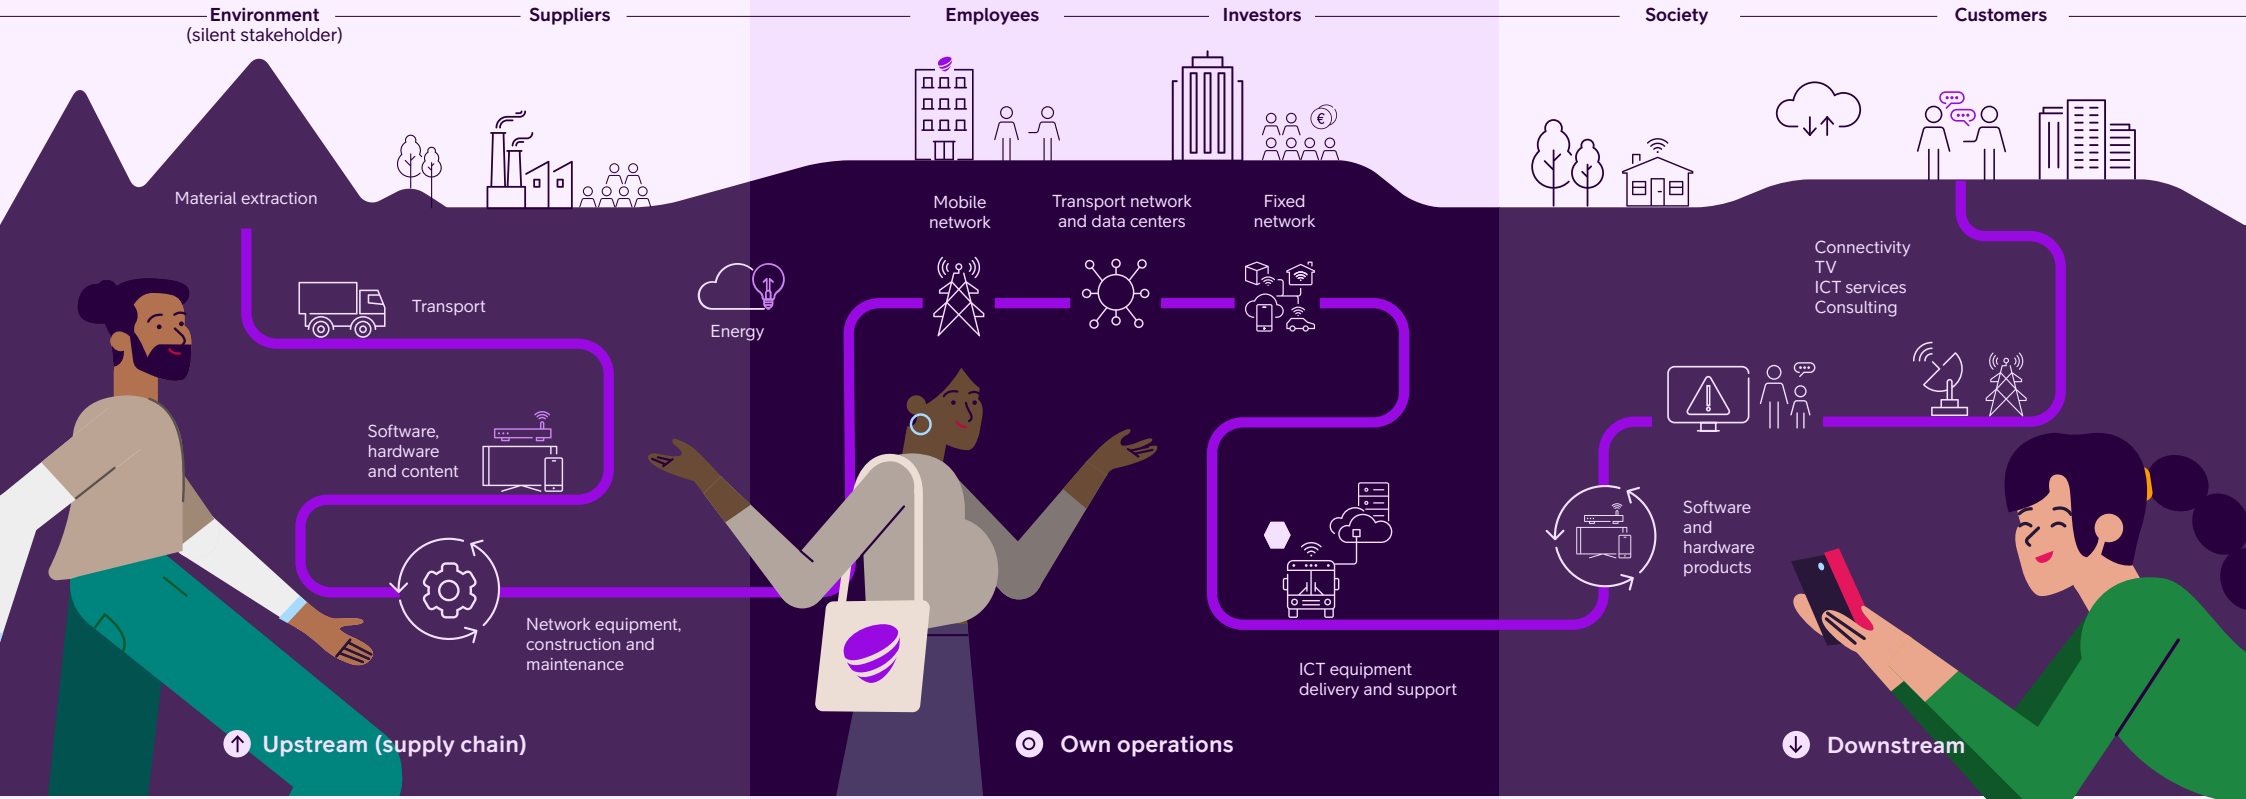 Environment
(silent stakeholder)
Suppliers
Employees
Investors
Society
Customers
Material extraction
Transport
Software,
hardware
and content
Network equipment,
construction and
maintenance
Energy
Mobile
network
Transport network
and data centers
Fixed
network
€
ICT equipment
delivery and support
Connectivity
TV
ICT services
Consulting
Software
and
hardware
products
Upstream (supply chain)
Own operations
Downstream